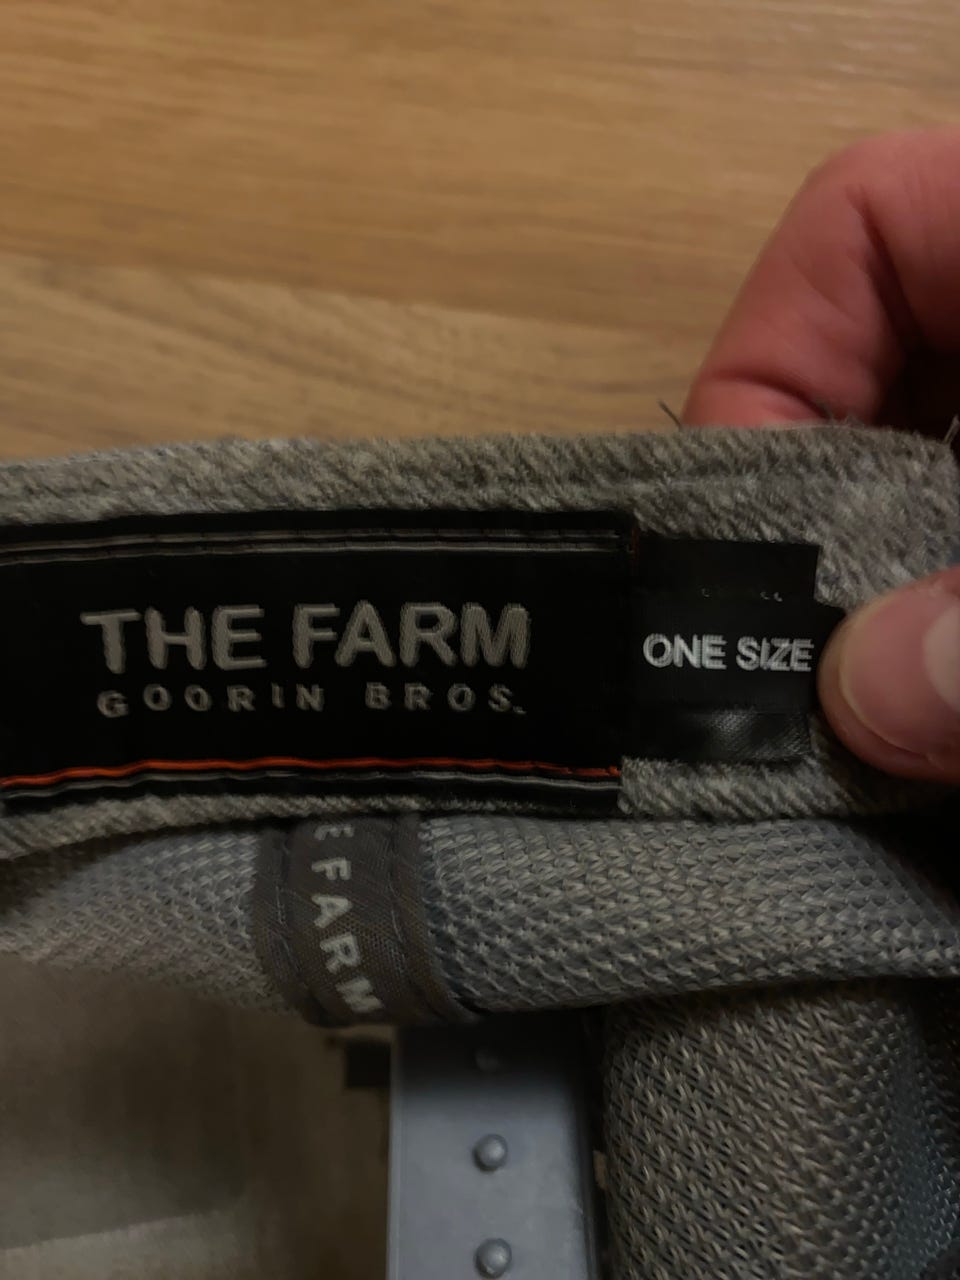 THE FARM
GOORIN BROS.
ONE SIZE
E FARM